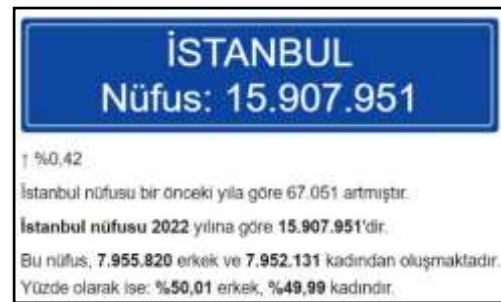 İSTANBUL
Nüfus: 15.907.951
↑ %0,42
İstanbul nüfusu bir önceki yıla göre 67.051 artmıştır.
İstanbul nüfusu 2022 yılına göre 15.907.951'dir.
Bu nüfus, 7.955.820 erkek ve 7.952.131 kadından oluşmaktadır.
Yüzde olarak ise: %50,01 erkek, %49,99 kadındır.